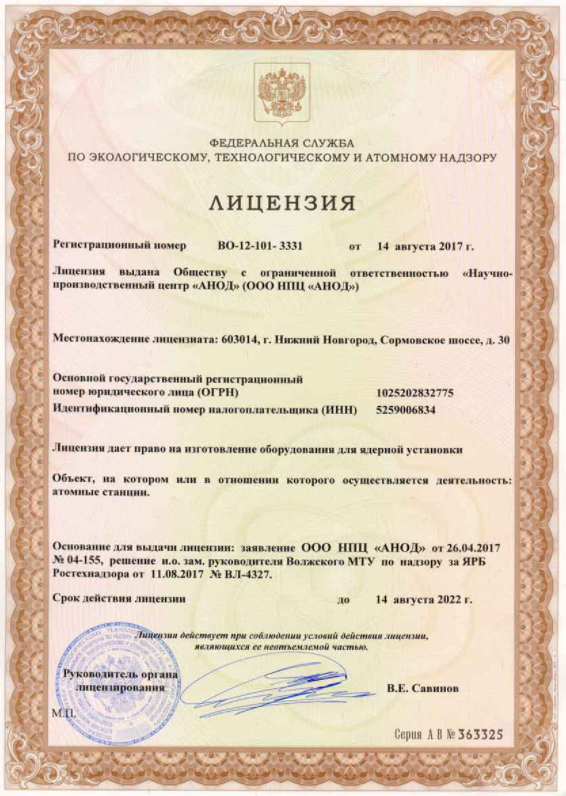 ФЕДЕРАЛЬНАЯ СЛУЖБА
ПО ЭКОЛОГИЧЕСКОМУ, ТЕХНОЛОГИЧЕСКОМУ И АТОМНОМУ НАДЗОРУ
ЛИЦЕНЗИЯ
Регистрационный номер ВО-12-101- 3331 от 14 августа 2017 г.
Лицензия выдана Обществу с ограниченной ответственностью «Научно-
производственный центр «АНОД» (ООО НПЦ «АНОД»)
Местонахождение лицензиата: 603014, г. Нижний Новгород, Сормовское шоссе, д. 30
Основной государственный регистрационный
номер юридического лица (ОГРН) 1025202832775
Идентификационный номер налогоплательщика (ИНН) 5259006834
Лицензия дает право на изготовление оборудования для ядерной установки
Объект, на котором или в отношении которого осуществляется деятельность:
атомные станции.
Основание для выдачи лицензии: заявление ООО НПЦ «АНОД» от 26.04.2017
№ 04-155, решение и.о. зам. руководителя Волжского МТУ по надзору за ЯРБ
Ростехнадзора от 11.08.2017 № ВЛ-4327.
Срок действия лицензии до 14 августа 2022 г.
Лицензия действует при соблюдении условий действия лицензии,
являющихся ее неотъемлемой частью.
Руководитель органа
лицензирования В.Е. Савинов
М.П.
Серия А В № 363325